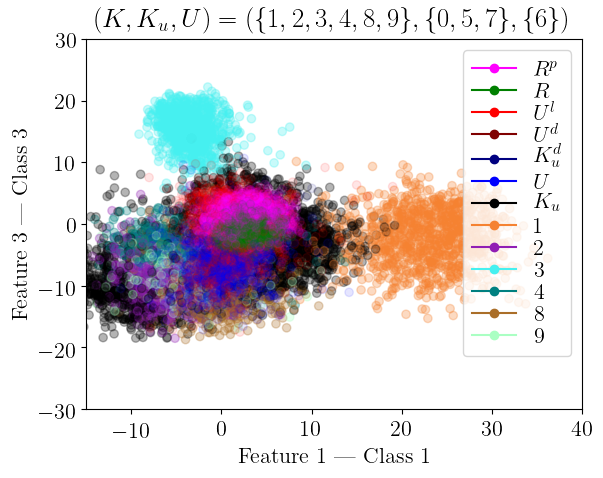 (K, K_u, U) = ({1, 2, 3, 4, 8, 9}, {0, 5, 7}, {6})
30
20
10
0
−10
−20
−30
Feature 3 — Class 3
R^p
R
U^l
U^d
K_u^d
U
K_u
1
2
3
4
8
9
−10
0
10
20
30
40
Feature 1 — Class 1